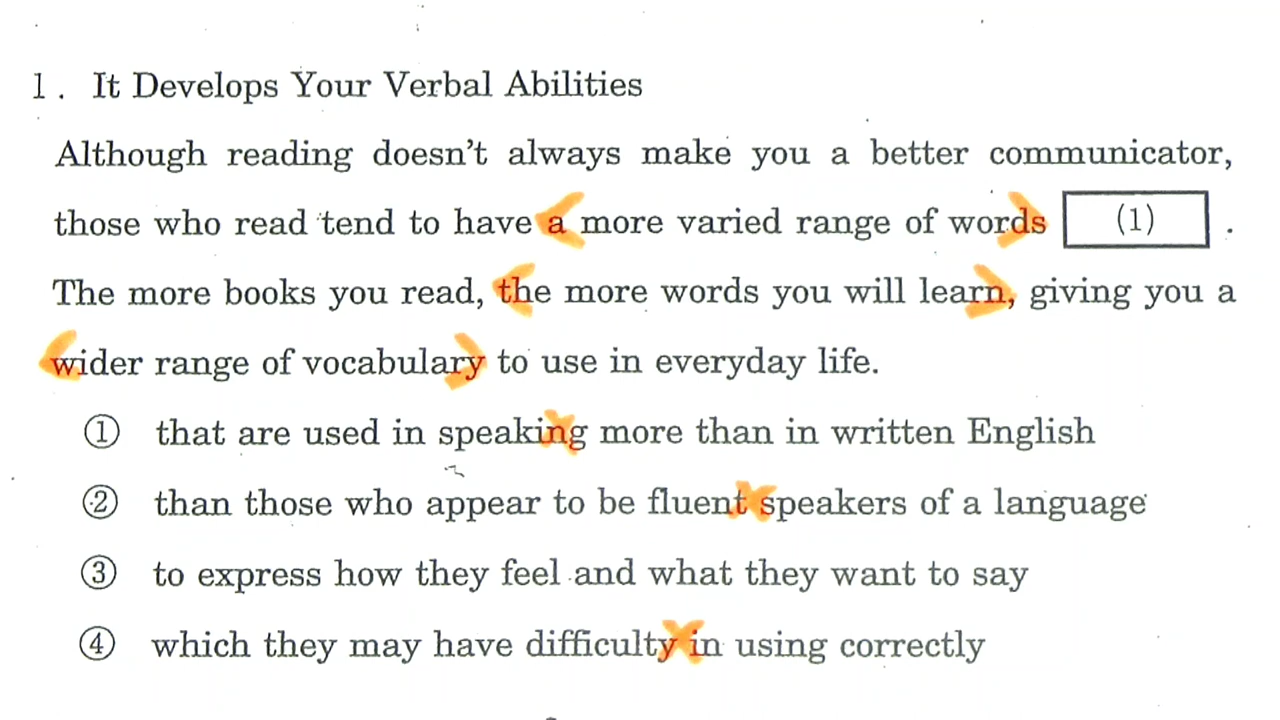 1. It Develops Your Verbal Abilities
Although reading doesn't always make you a better communicator,
those who read tend to have a more varied range of words (1) .
The more books you read, the more words you will learn, giving you a
wider range of vocabulary to use in everyday life.
① that are used in speaking more than in written English
② than those who appear to be fluent speakers of a language
③ to express how they feel and what they want to say
④ which they may have difficulty in using correctly